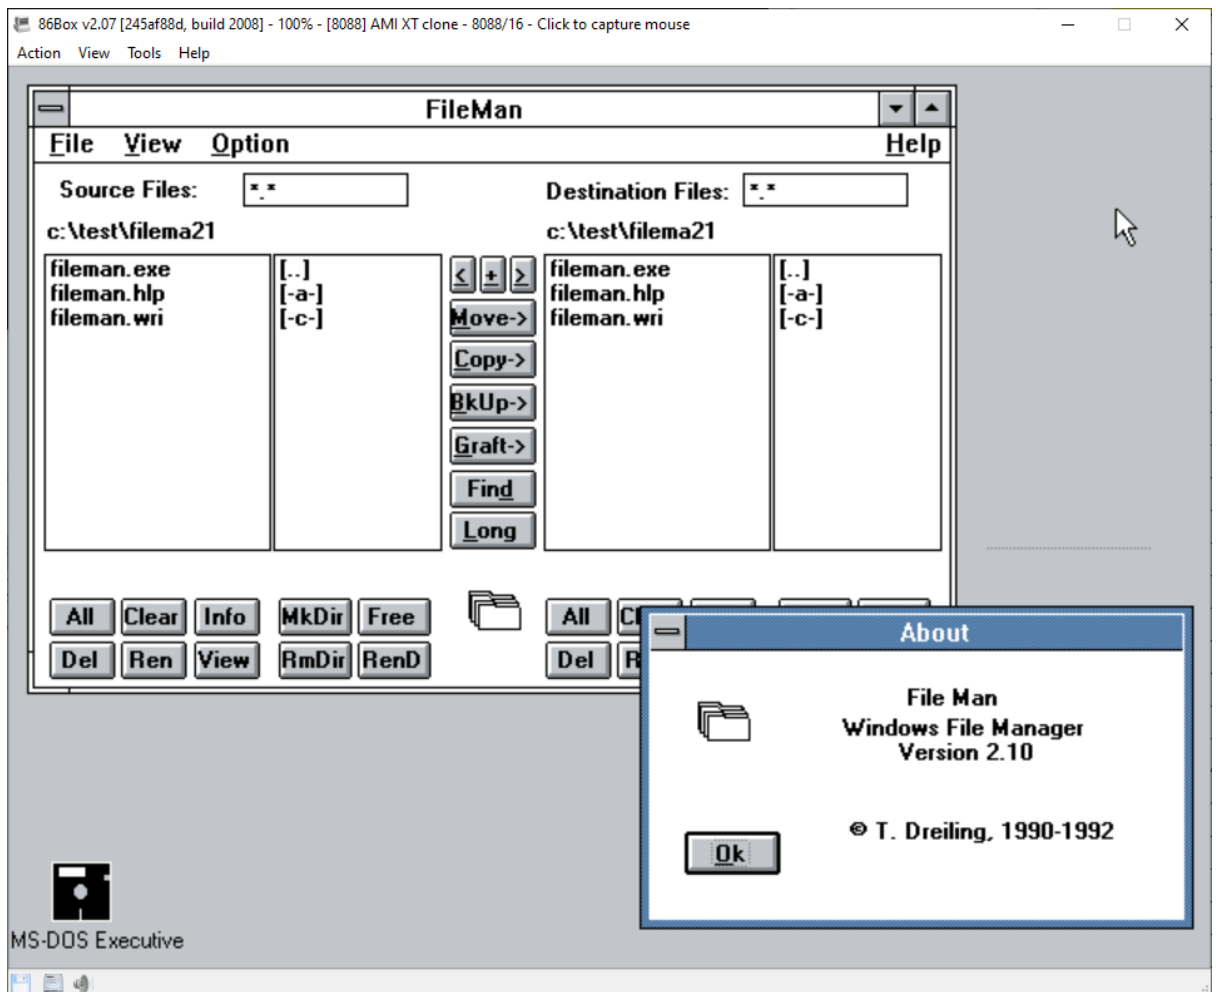 86Box v2.07 [245af88d, build 2008] - 100% - [8088] AMI XT clone - 8088/16 - Click to capture mouse
Action View Tools Help
FileMan
File View Option Help
Source Files: *.* Destination Files: *.*
c:\test\filema21 c:\test\filema21
fileman.exe [..] < + > fileman.exe [..]
fileman.hlp [-a-] fileman.hlp [-a-]
fileman.wri [-c-] Move-> fileman.wri [-c-]
Copy->
BkUp->
Graft->
Find
Long
All Clear Info MkDir Free All
Del Ren View RmDir RenD Del
About
File Man
Windows File Manager
Version 2.10
© T. Dreiling, 1990-1992
Ok
MS-DOS Executive